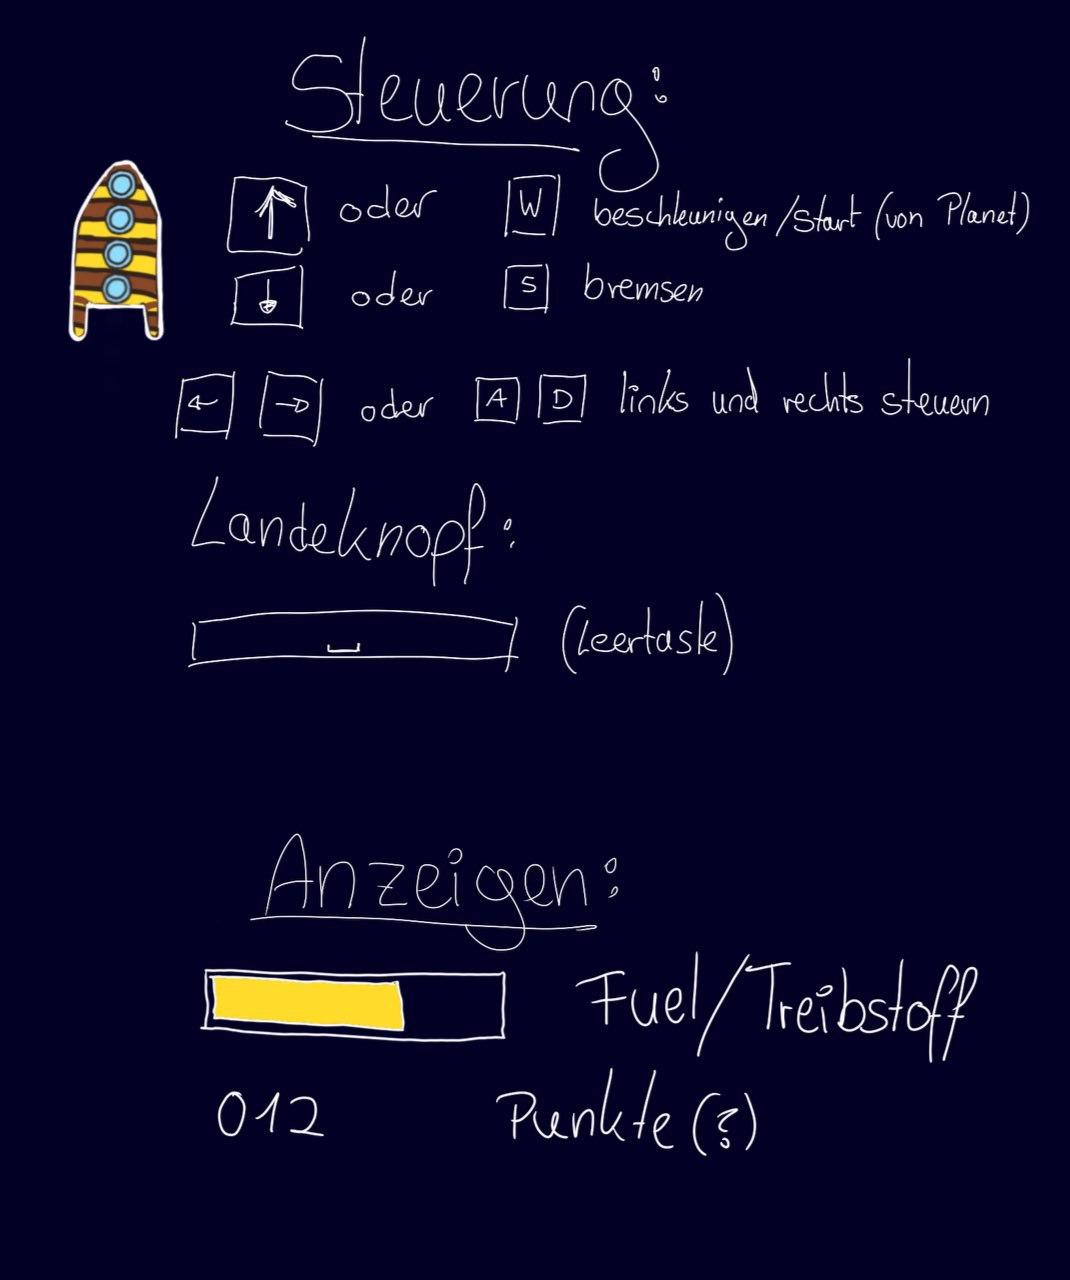 Steuerung:
↑ oder W beschleunigen/Start (von Planet)
↓ oder S bremsen
← → oder A D links und rechts steuern
Landeknopf:
(Leertaste)
Anzeigen:
Fuel/Treibstoff
012 Punkte (?)